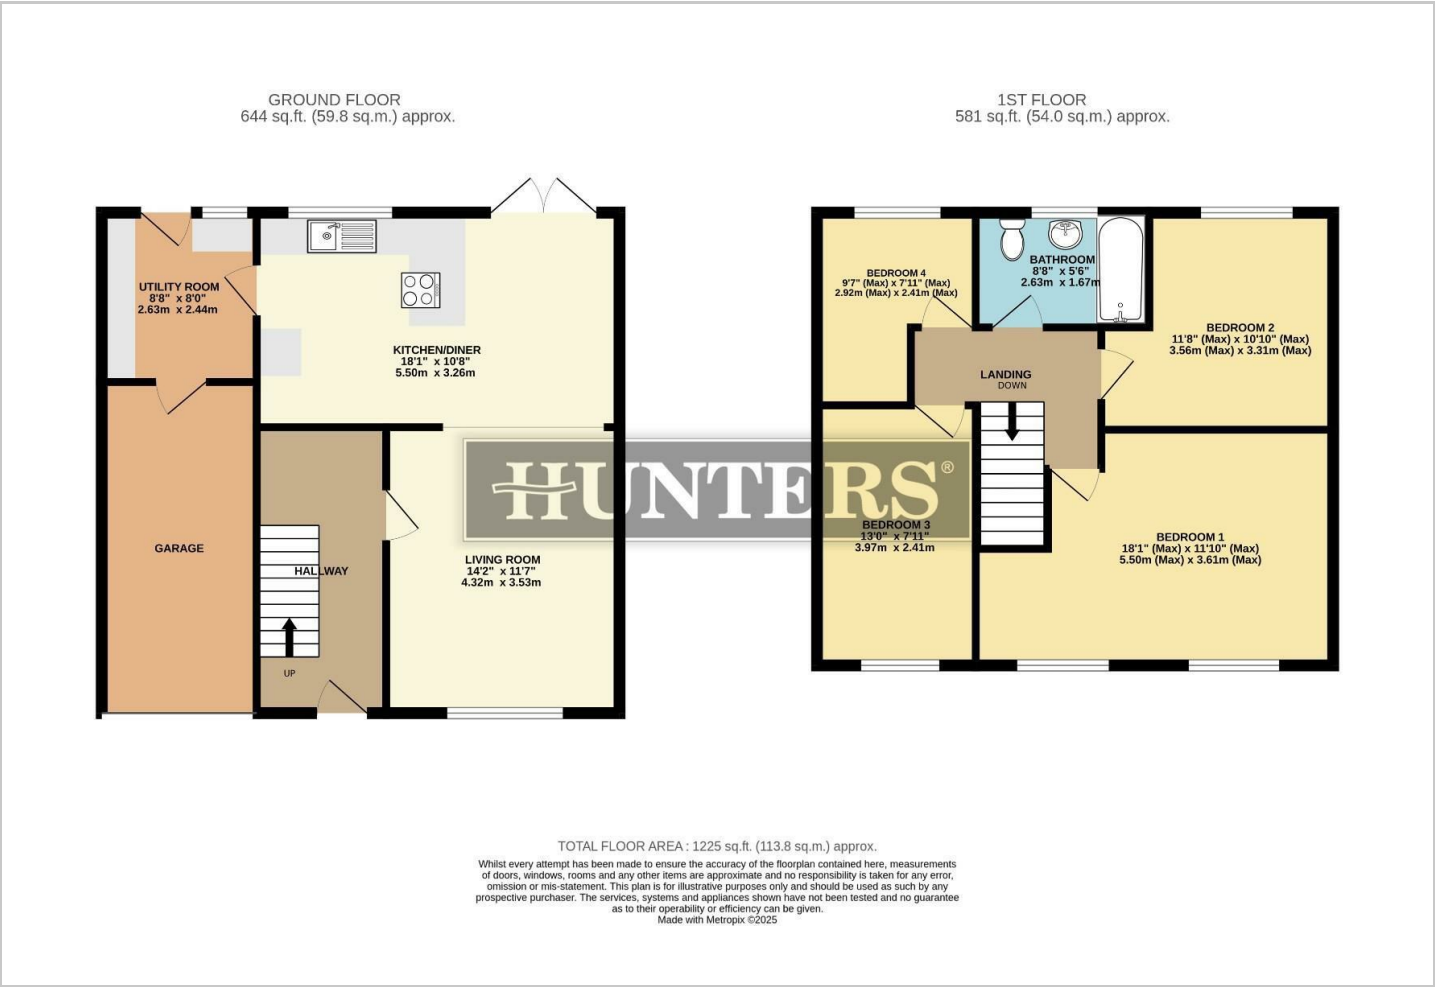 GROUND FLOOR
644 sq.ft. (59.8 sq.m.) approx.
1ST FLOOR
581 sq.ft. (54.0 sq.m.) approx.
UTILITY ROOM
8'8" x 8'0"
2.63m x 2.44m
KITCHEN/DINER
18'1" x 10'8"
5.50m x 3.26m
GARAGE
HALLWAY
UP
LIVING ROOM
14'2" x 11'7"
4.32m x 3.53m
BEDROOM 4
9'7" (Max) x 7'11" (Max)
2.92m (Max) x 2.41m (Max)
BATHROOM
8'8" x 5'6"
2.63m x 1.67m
BEDROOM 2
11'8" (Max) x 10'10" (Max)
3.56m (Max) x 3.31m (Max)
LANDING
DOWN
HUNTERS®
BEDROOM 3
13'0" x 7'11"
3.97m x 2.41m
BEDROOM 1
18'1" (Max) x 11'10" (Max)
5.50m (Max) x 3.61m (Max)
TOTAL FLOOR AREA : 1225 sq.ft. (113.8 sq.m.) approx.
Whilst every attempt has been made to ensure the accuracy of the floorplan contained here, measurements
of doors, windows, rooms and any other items are approximate and no responsibility is taken for any error,
omission or mis-statement. This plan is for illustrative purposes only and should be used as such by any
prospective purchaser. The services, systems and appliances shown have not been tested and no guarantee
as to their operability or efficiency can be given.
Made with Metropix ©2025